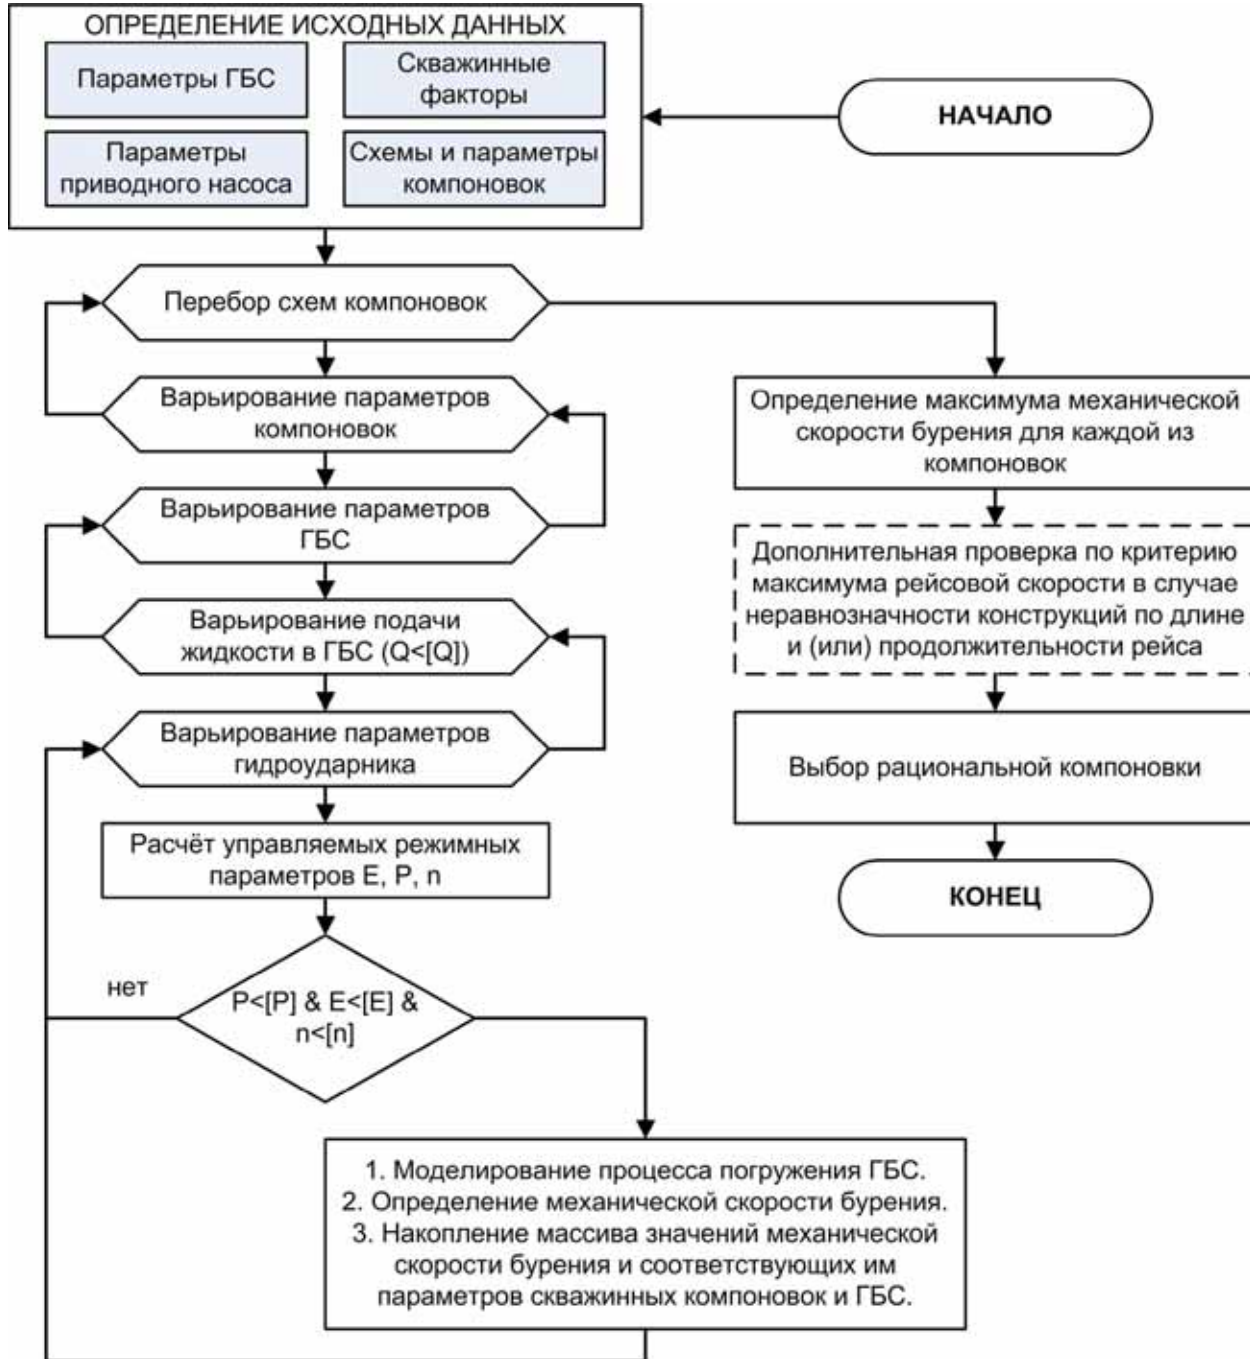 ОПРЕДЕЛЕНИЕ ИСХОДНЫХ ДАННЫХ
Параметры ГБС
Скважинные
факторы
Параметры
приводного насоса
Схемы и параметры
компоновок
НАЧАЛО
Перебор схем компоновок
Варьирование параметров
компоновок
Варьирование параметров
ГБС
Варьирование подачи
жидкости в ГБС (Q<[Q])
Варьирование параметров
гидроударника
Расчёт управляемых режимных
параметров E, P, n
нет
P<[P] & E<[E] &
n<[n]
1. Моделирование процесса погружения ГБС.
2. Определение механической скорости бурения.
3. Накопление массива значений механической
скорости бурения и соответствующих им
параметров скважинных компоновок и ГБС.
Определение максимума механической
скорости бурения для каждой из
компоновок
Дополнительная проверка по критерию
максимума рейсовой скорости в случае
неравнозначности конструкций по длине
и (или) продолжительности рейса
Выбор рациональной компоновки
КОНЕЦ